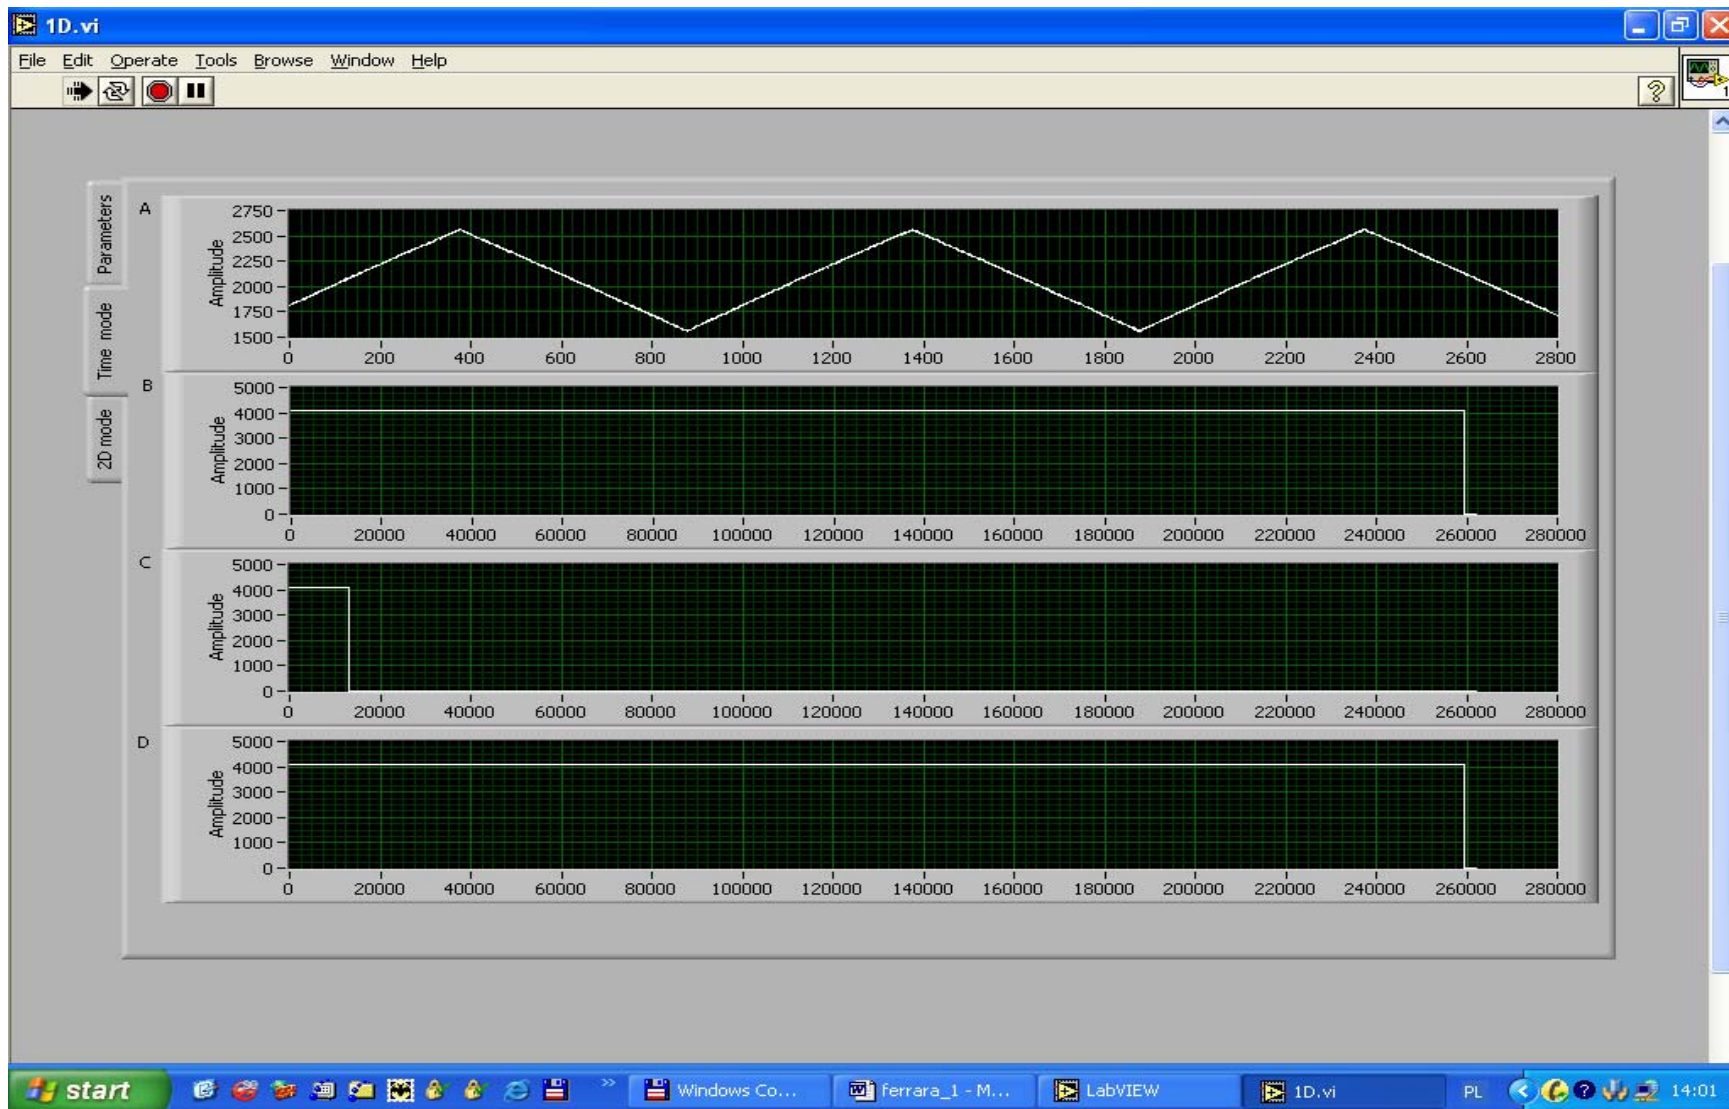 1D.vi
File Edit Operate Tools Browse Window Help
1
Parameters
Time mode
2D mode
A
Amplitude
2750
2500
2250
2000
1750
1500
0 200 400 600 800 1000 1200 1400 1600 1800 2000 2200 2400 2600 2800
B
Amplitude
5000
4000
3000
2000
1000
0
0 20000 40000 60000 80000 100000 120000 140000 160000 180000 200000 220000 240000 260000 280000
C
Amplitude
5000
4000
3000
2000
1000
0
0 20000 40000 60000 80000 100000 120000 140000 160000 180000 200000 220000 240000 260000 280000
D
Amplitude
5000
4000
3000
2000
1000
0
0 20000 40000 60000 80000 100000 120000 140000 160000 180000 200000 220000 240000 260000 280000
start Windows Co... ferrara_1 - M... LabVIEW 1D.vi PL 14:01